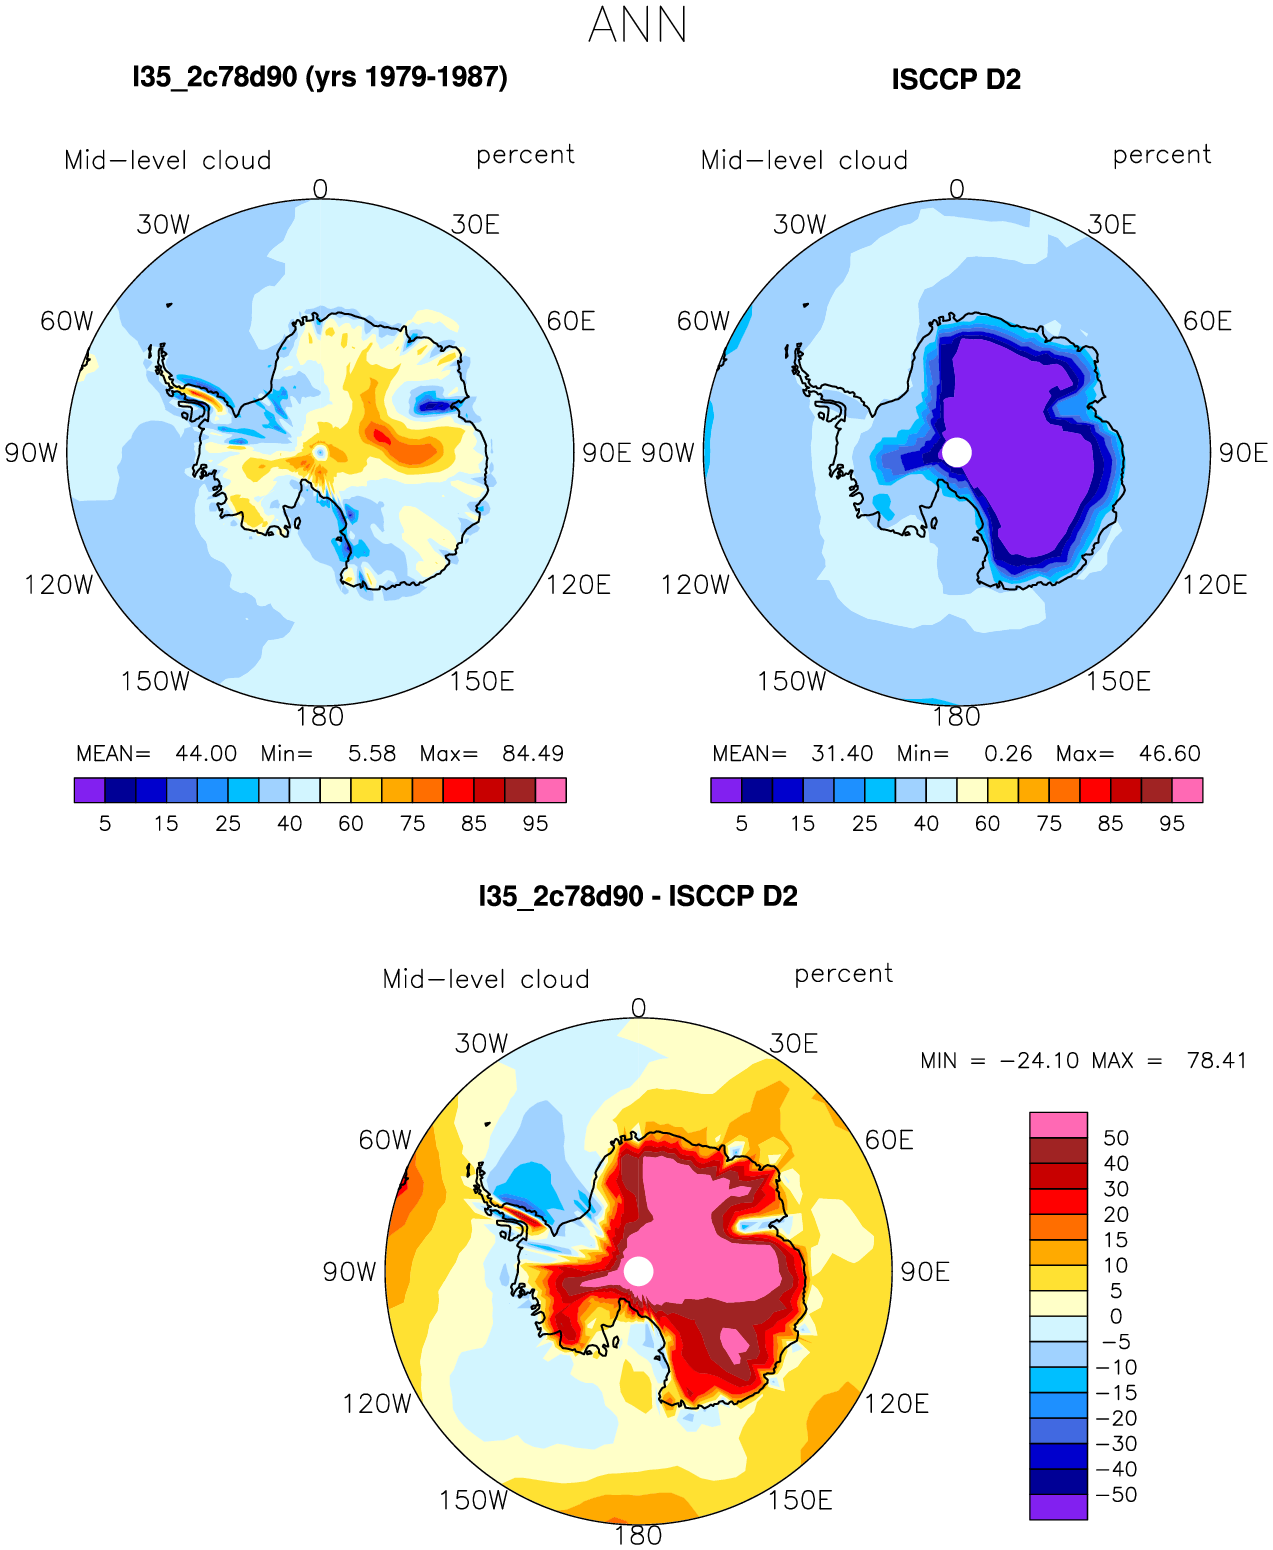 ANN
I35_2c78d90 (yrs 1979-1987)
ISCCP D2
Mid-level cloud percent
Mid-level cloud percent
0
30W 30E
60W 60E
90W 90E
120W 120E
150W 150E
180
0
30W 30E
60W 60E
90W 90E
120W 120E
150W 150E
180
MEAN= 44.00 Min= 5.58 Max= 84.49
MEAN= 31.40 Min= 0.26 Max= 46.60
5 15 25 40 60 75 85 95
5 15 25 40 60 75 85 95
I35_2c78d90 - ISCCP D2
Mid-level cloud percent
0
30W 30E
60W 60E
90W 90E
120W 120E
150W 150E
180
MIN = -24.10 MAX = 78.41
50
40
30
20
15
10
5
0
-5
-10
-15
-20
-30
-40
-50